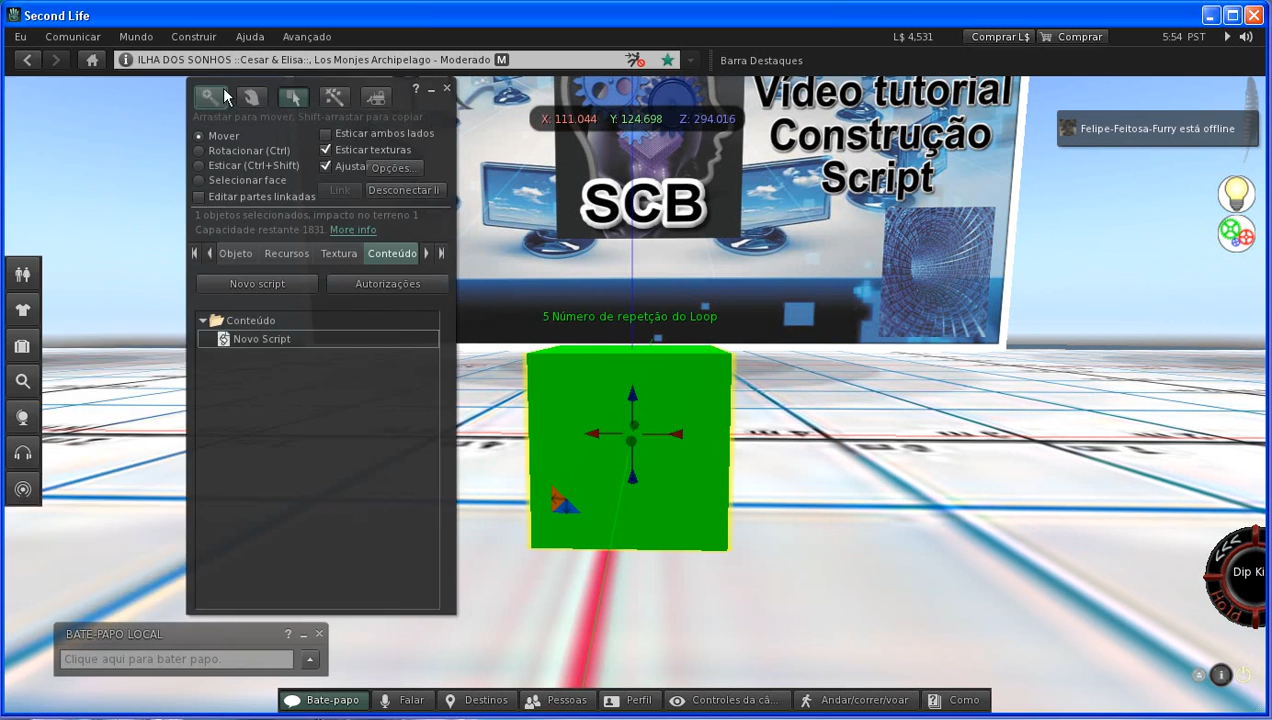 Second Life
Eu Comunicar Mundo Construir Ajuda Avançado L$ 4,531 Comprar L$ Comprar 5:54 PST
ILHA DOS SONHOS ::Cesar & Elisa::, Los Monjes Archipelago - Moderado M Barra Destaques
Arrastar para mover, Shift-arrastar para copiar
Mover
Rotacionar (Ctrl)
Esticar (Ctrl+Shift)
Selecionar face
Editar partes linkadas
Esticar ambos lados
Esticar texturas
Ajusta Opções...
Link Desconectar li
1 objetos selecionados, impacto no terreno 1
Capacidade restante 1831. More info
Objeto Recursos Textura Conteúdo
Novo script Autorizações
Conteúdo
Novo Script
X: 111.044 Y: 124.698 Z: 294.016
Vídeo tutorial
Construção
Script
SCB
Felipe-Feitosa-Furry está offline
5 Número de repetção do Loop
Dip Ki
Hold
BATE-PAPO LOCAL
Clique aqui para bater papo.
Bate-papo Falar Destinos Pessoas Perfil Controles da câ... Andar/correr/voar Como